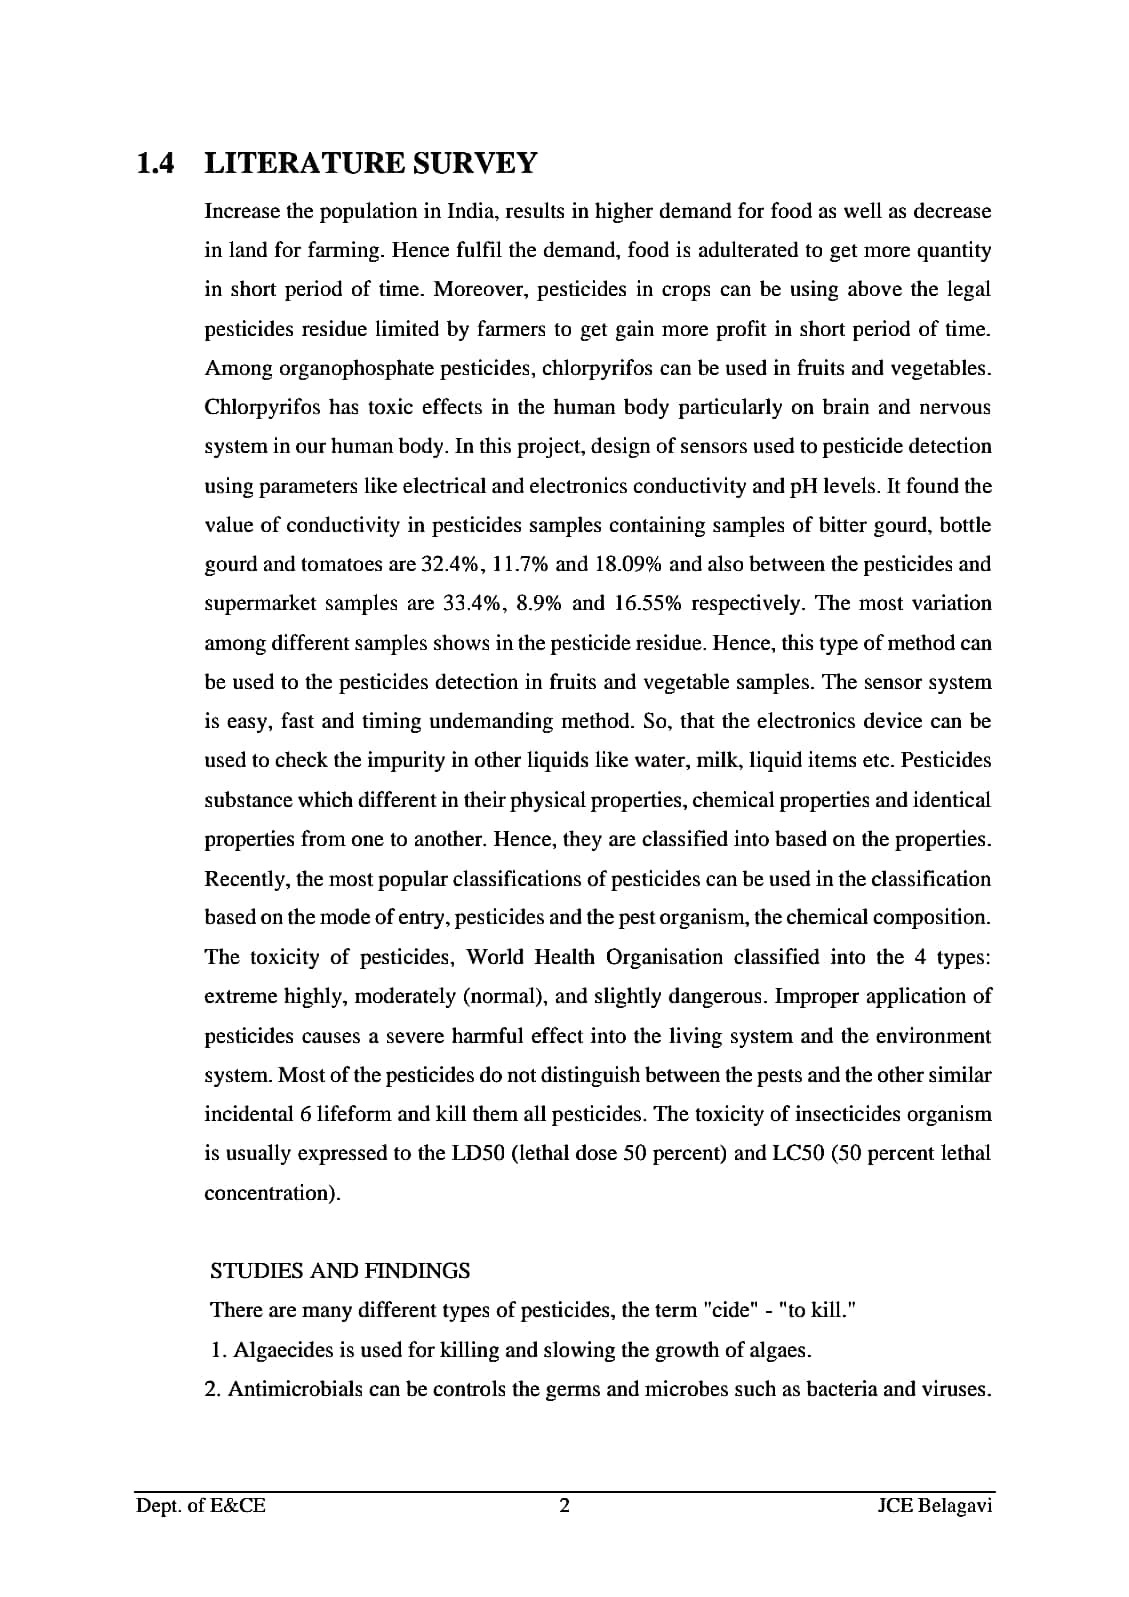 1.4 LITERATURE SURVEY
Increase the population in India, results in higher demand for food as well as decrease
in land for farming. Hence fulfil the demand, food is adulterated to get more quantity
in short period of time. Moreover, pesticides in crops can be using above the legal
pesticides residue limited by farmers to get gain more profit in short period of time.
Among organophosphate pesticides, chlorpyrifos can be used in fruits and vegetables.
Chlorpyrifos has toxic effects in the human body particularly on brain and nervous
system in our human body. In this project, design of sensors used to pesticide detection
using parameters like electrical and electronics conductivity and pH levels. It found the
value of conductivity in pesticides samples containing samples of bitter gourd, bottle
gourd and tomatoes are 32.4%, 11.7% and 18.09% and also between the pesticides and
supermarket samples are 33.4%, 8.9% and 16.55% respectively. The most variation
among different samples shows in the pesticide residue. Hence, this type of method can
be used to the pesticides detection in fruits and vegetable samples. The sensor system
is easy, fast and timing undemanding method. So, that the electronics device can be
used to check the impurity in other liquids like water, milk, liquid items etc. Pesticides
substance which different in their physical properties, chemical properties and identical
properties from one to another. Hence, they are classified into based on the properties.
Recently, the most popular classifications of pesticides can be used in the classification
based on the mode of entry, pesticides and the pest organism, the chemical composition.
The toxicity of pesticides, World Health Organisation classified into the 4 types:
extreme highly, moderately (normal), and slightly dangerous. Improper application of
pesticides causes a severe harmful effect into the living system and the environment
system. Most of the pesticides do not distinguish between the pests and the other similar
incidental 6 lifeform and kill them all pesticides. The toxicity of insecticides organism
is usually expressed to the LD50 (lethal dose 50 percent) and LC50 (50 percent lethal
concentration).
STUDIES AND FINDINGS
There are many different types of pesticides, the term "cide" - "to kill."
1. Algaecides is used for killing and slowing the growth of algaes.
2. Antimicrobials can be controls the germs and microbes such as bacteria and viruses.
Dept. of E&CE 2 JCE Belagavi